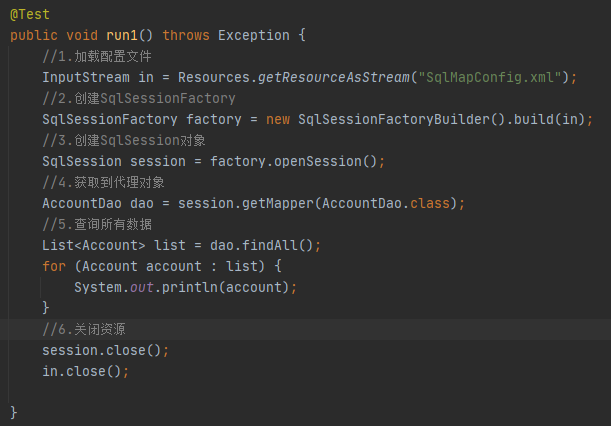 @Test
public void run1() throws Exception {
//1.加载配置文件
InputStream in = Resources.getResourceAsStream("SqlMapConfig.xml");
//2.创建SqlSessionFactory
SqlSessionFactory factory = new SqlSessionFactoryBuilder().build(in);
//3.创建SqlSession对象
SqlSession session = factory.openSession();
//4.获取到代理对象
AccountDao dao = session.getMapper(AccountDao.class);
//5.查询所有数据
List<Account> list = dao.findAll();
for (Account account : list) {
System.out.println(account);
}
//6.关闭资源
session.close();
in.close();
}